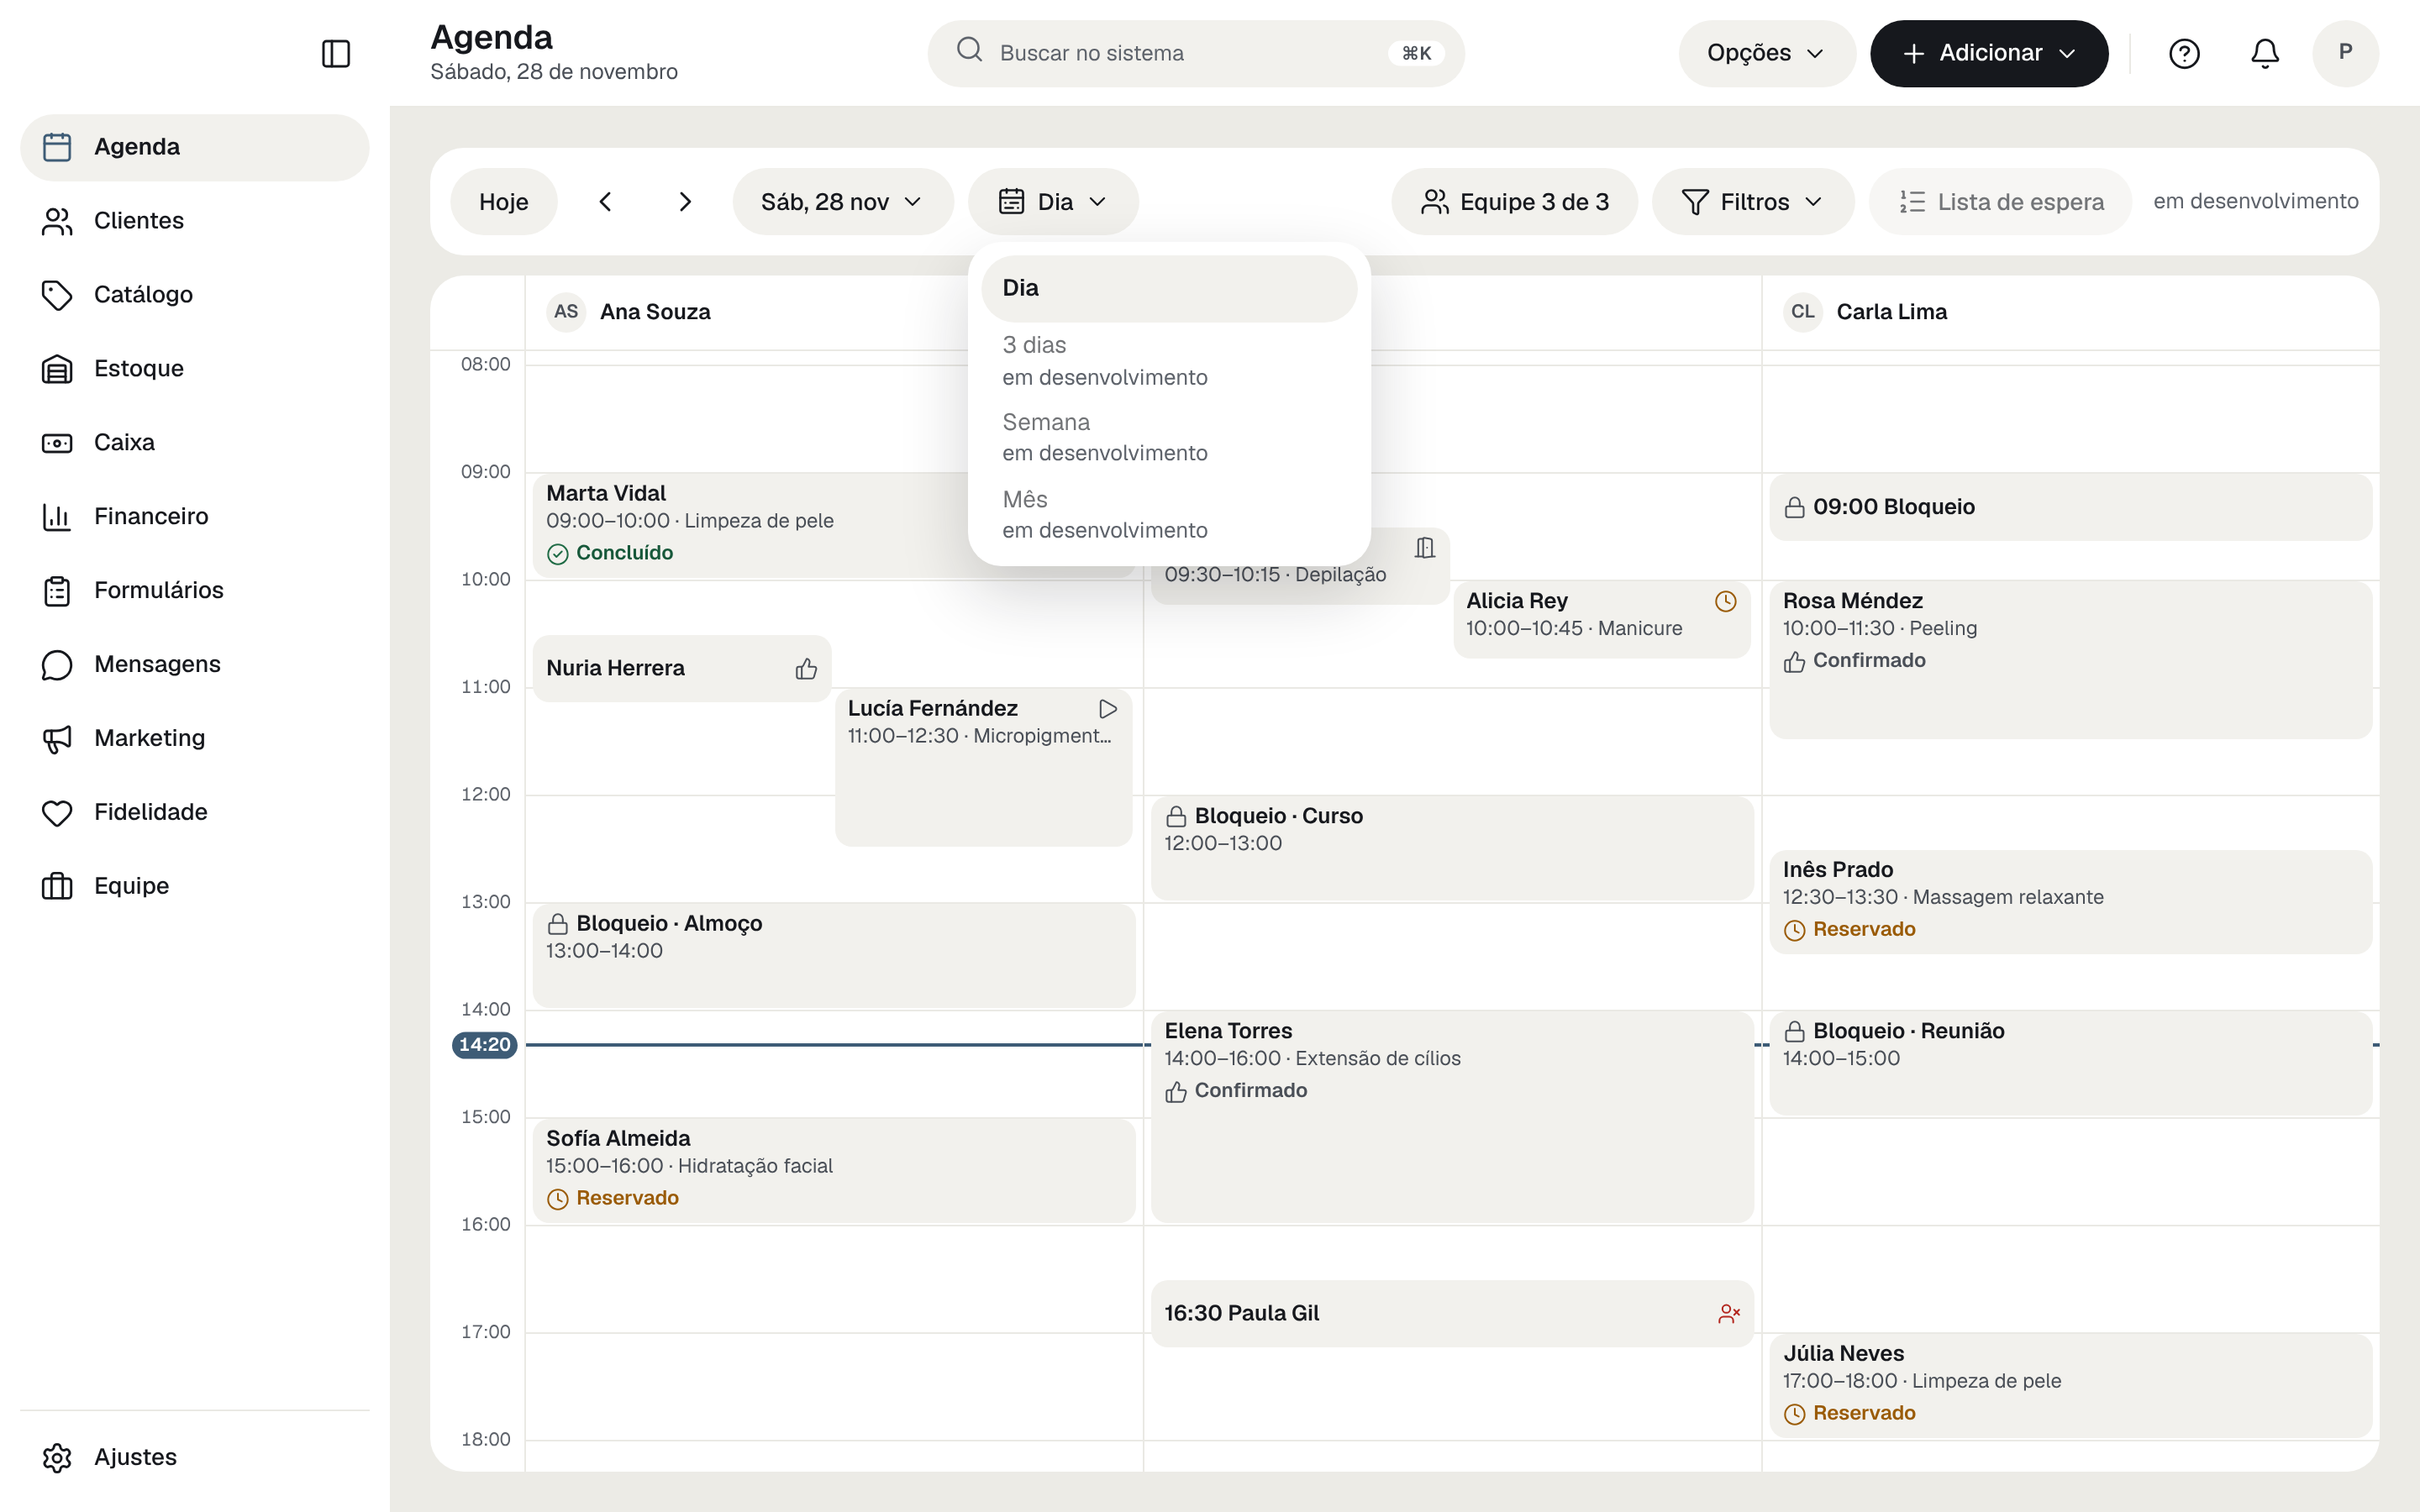 Agenda
Sábado, 28 de novembro
Buscar no sistema
⌘K
Opções
Adicionar
P
Agenda
Clientes
Catálogo
Estoque
Caixa
Financeiro
Formulários
Mensagens
Marketing
Fidelidade
Equipe
Ajustes
Hoje
Sáb, 28 nov
Dia
Equipe 3 de 3
Filtros
Lista de espera
em desenvolvimento
Dia
3 dias
em desenvolvimento
Semana
em desenvolvimento
Mês
em desenvolvimento
AS
Ana Souza
CL
Carla Lima
08:00
09:00
10:00
11:00
12:00
13:00
14:00
14:20
15:00
16:00
17:00
18:00
Marta Vidal
09:00–10:00 · Limpeza de pele
Concluído
Nuria Herrera
Lucía Fernández
11:00–12:30 · Micropigment…
Bloqueio · Almoço
13:00–14:00
Sofía Almeida
15:00–16:00 · Hidratação facial
Reservado
09:30–10:15 · Depilação
Alicia Rey
10:00–10:45 · Manicure
Bloqueio · Curso
12:00–13:00
Elena Torres
14:00–16:00 · Extensão de cílios
Confirmado
16:30 Paula Gil
09:00 Bloqueio
Rosa Méndez
10:00–11:30 · Peeling
Confirmado
Inês Prado
12:30–13:30 · Massagem relaxante
Reservado
Bloqueio · Reunião
14:00–15:00
Júlia Neves
17:00–18:00 · Limpeza de pele
Reservado